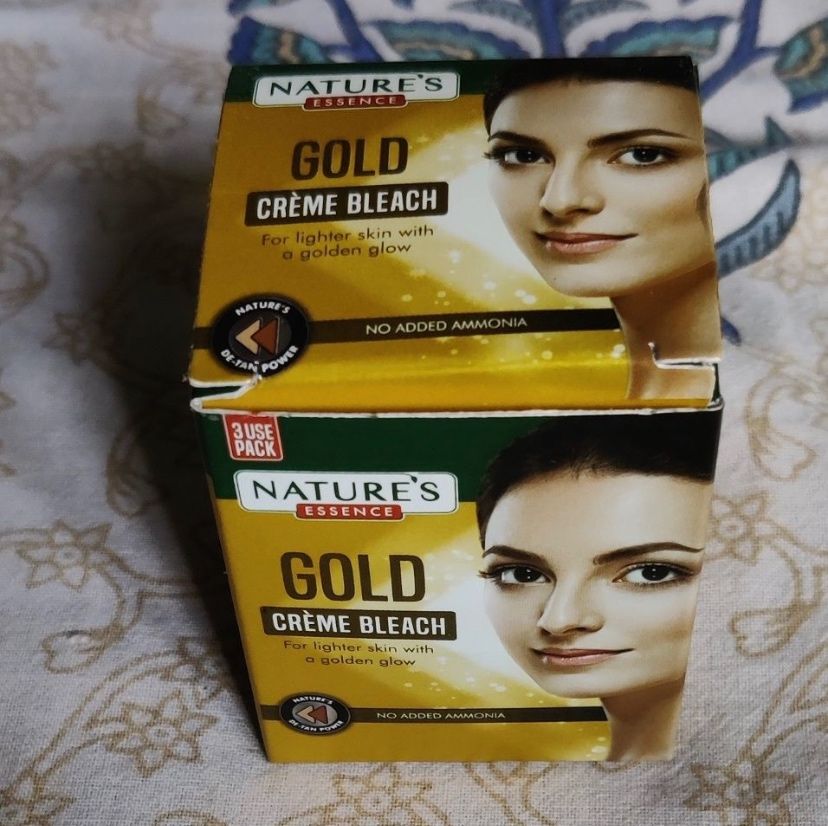 NATURE'S
ESSENCE
GOLD
CRÈME BLEACH
For lighter skin with
a golden glow
NO ADDED AMMONIA
NATURE'S
DE-TAN POWER
3 USE
PACK
NATURE'S
ESSENCE
GOLD
CRÈME BLEACH
For lighter skin with
a golden glow
NATURE'S
DE-TAN POWER
NO ADDED AMMONIA